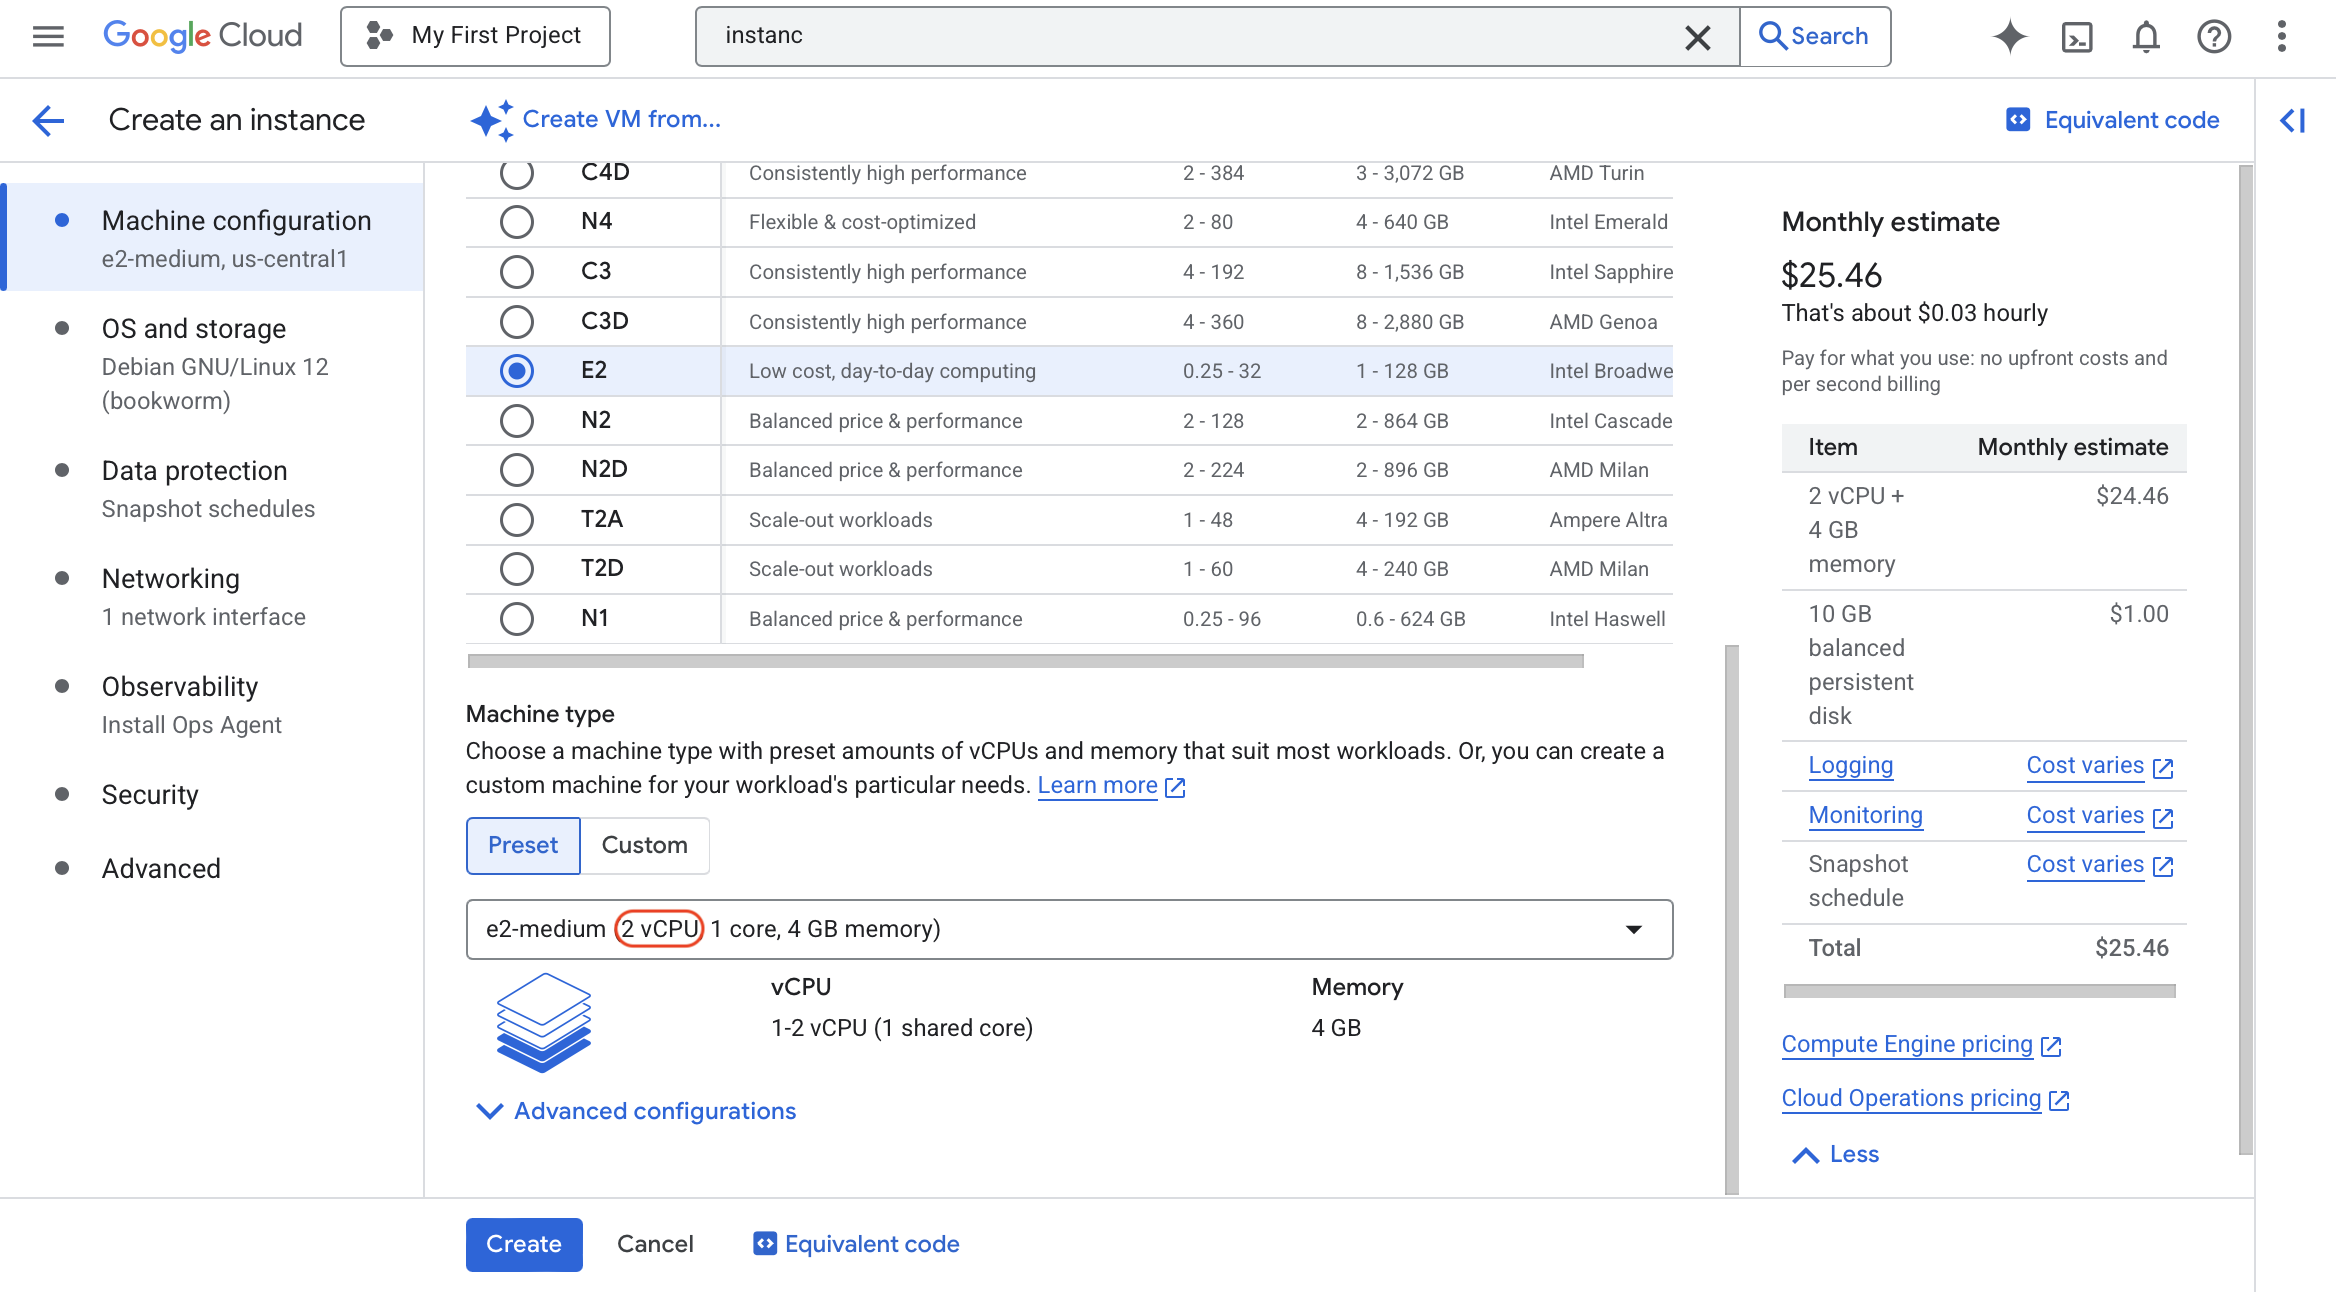 Google Cloud
My First Project
instanc
Search
Create an instance
Create VM from...
Equivalent code
Machine configuration
e2-medium, us-central1
OS and storage
Debian GNU/Linux 12
(bookworm)
Data protection
Snapshot schedules
Networking
1 network interface
Observability
Install Ops Agent
Security
Advanced
C4D Consistently high performance 2 - 384 3 - 3,072 GB AMD Turin
N4 Flexible & cost-optimized 2 - 80 4 - 640 GB Intel Emerald
C3 Consistently high performance 4 - 192 8 - 1,536 GB Intel Sapphire
C3D Consistently high performance 4 - 360 8 - 2,880 GB AMD Genoa
E2 Low cost, day-to-day computing 0.25 - 32 1 - 128 GB Intel Broadwe
N2 Balanced price & performance 2 - 128 2 - 864 GB Intel Cascade
N2D Balanced price & performance 2 - 224 2 - 896 GB AMD Milan
T2A Scale-out workloads 1 - 48 4 - 192 GB Ampere Altra
T2D Scale-out workloads 1 - 60 4 - 240 GB AMD Milan
N1 Balanced price & performance 0.25 - 96 0.6 - 624 GB Intel Haswell
Machine type
Choose a machine type with preset amounts of vCPUs and memory that suit most workloads. Or, you can create a
custom machine for your workload's particular needs. Learn more
Preset Custom
e2-medium (2 vCPU, 1 core, 4 GB memory)
vCPU Memory
1-2 vCPU (1 shared core) 4 GB
Advanced configurations
Create Cancel Equivalent code
Monthly estimate
$25.46
That's about $0.03 hourly
Pay for what you use: no upfront costs and
per second billing
Item Monthly estimate
2 vCPU + $24.46
4 GB
memory
10 GB $1.00
balanced
persistent
disk
Logging Cost varies
Monitoring Cost varies
Snapshot Cost varies
schedule
Total $25.46
Compute Engine pricing
Cloud Operations pricing
Less